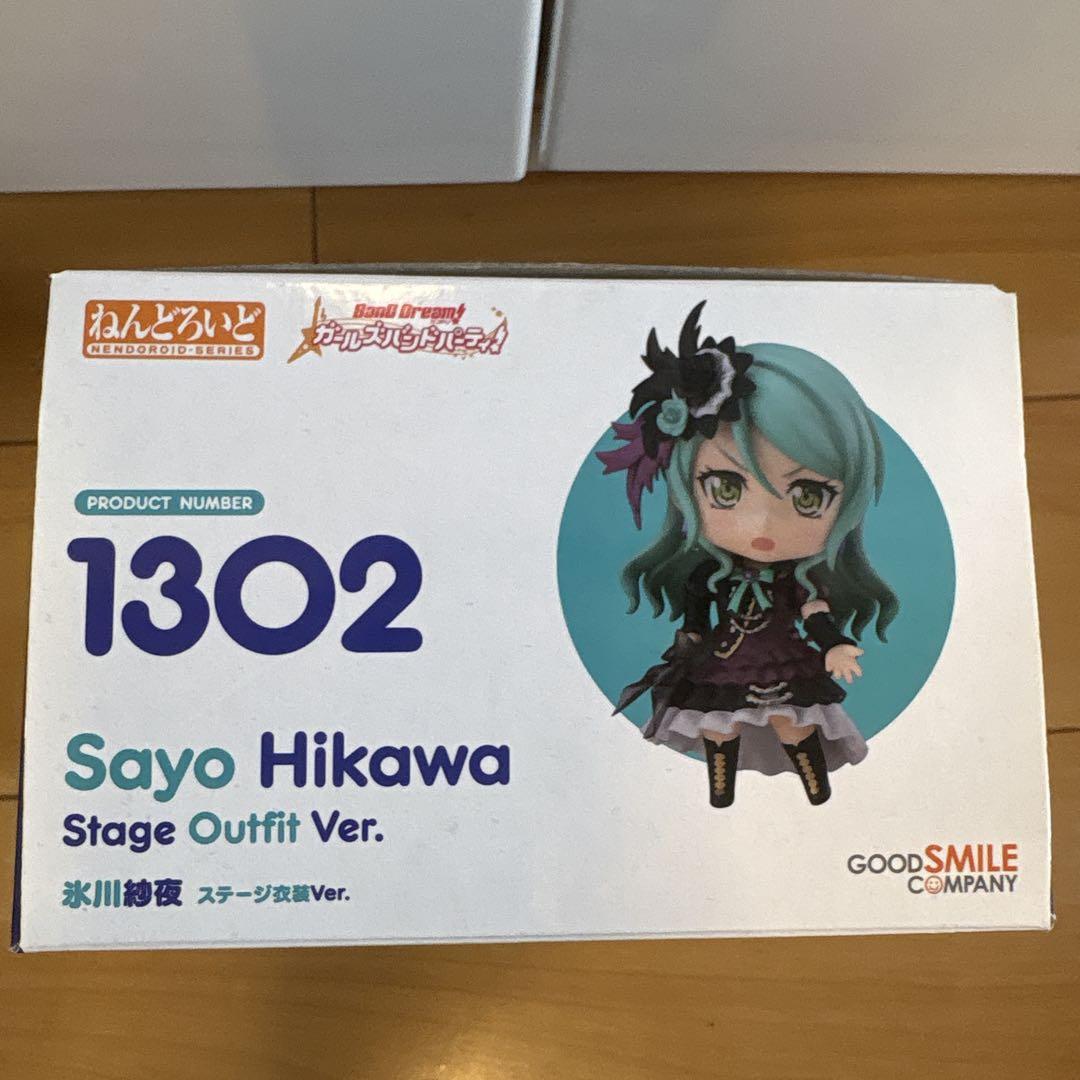 ねんどろいど
NENDOROID-SERIES
BanG Dream!
ガールズバンドパーティ!
PRODUCT NUMBER
1302
Sayo Hikawa
Stage Outfit Ver.
氷川紗夜 ステージ衣装Ver.
GOOD SMILE
COMPANY